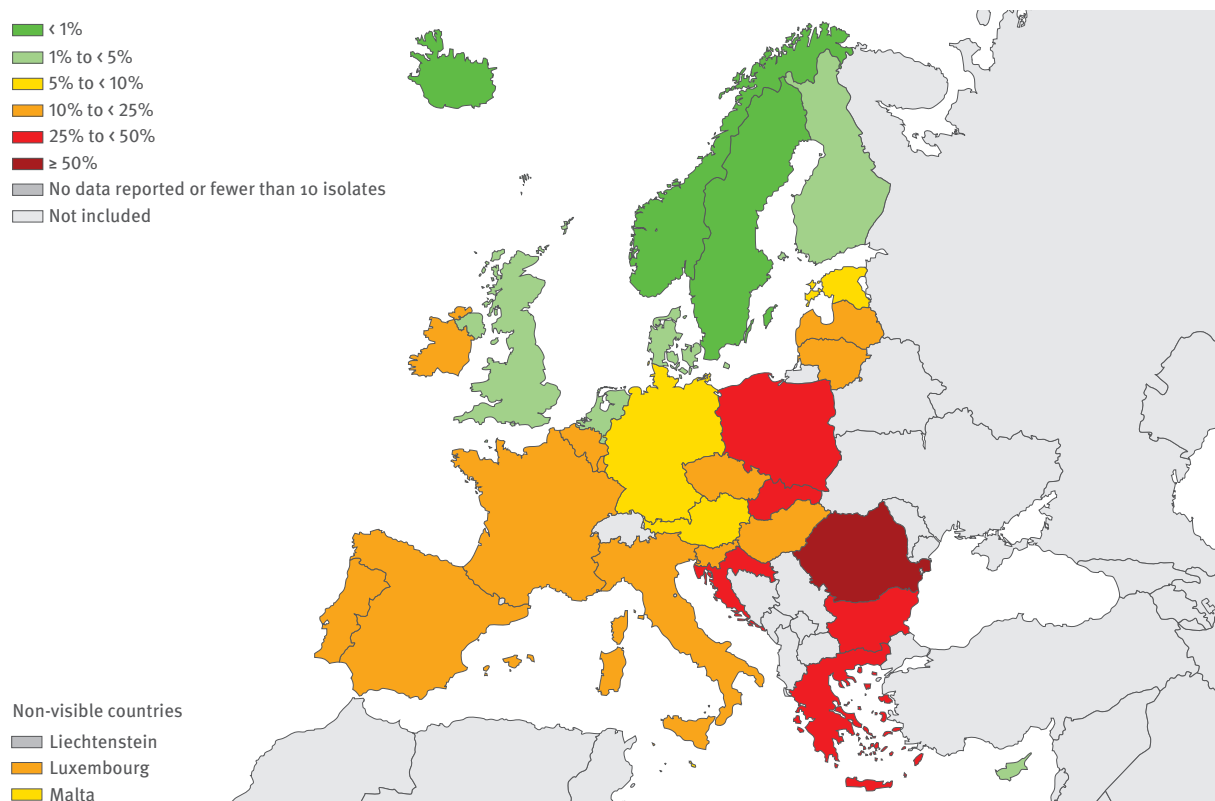 < 1%
1% to < 5%
5% to < 10%
10% to < 25%
25% to < 50%
≥ 50%
No data reported or fewer than 10 isolates
Not included
Non-visible countries
Liechtenstein
Luxembourg
Malta